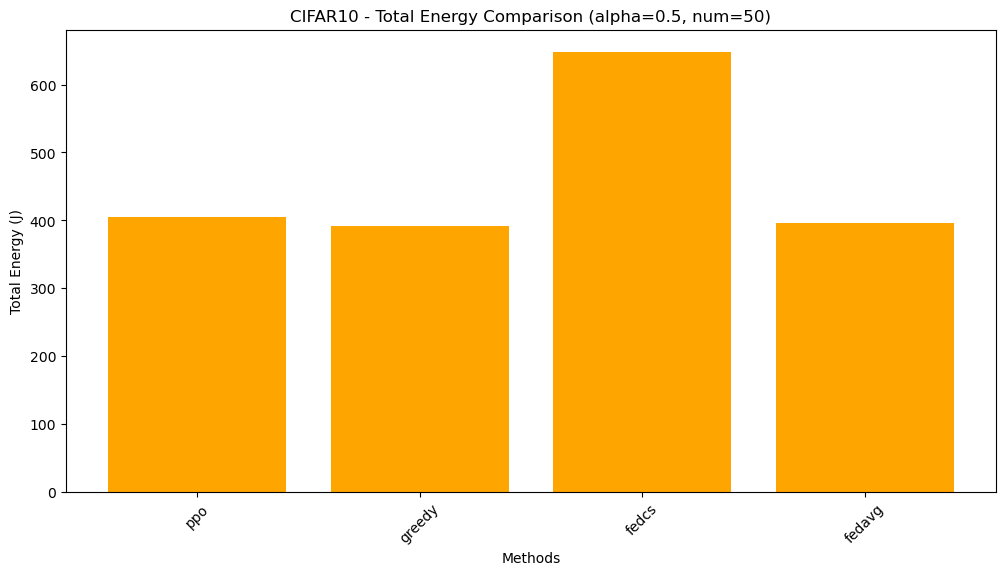 CIFAR10 - Total Energy Comparison (alpha=0.5, num=50)
Total Energy (J)
600
500
400
300
200
100
0
ppo
greedy
fedcs
fedavg
Methods